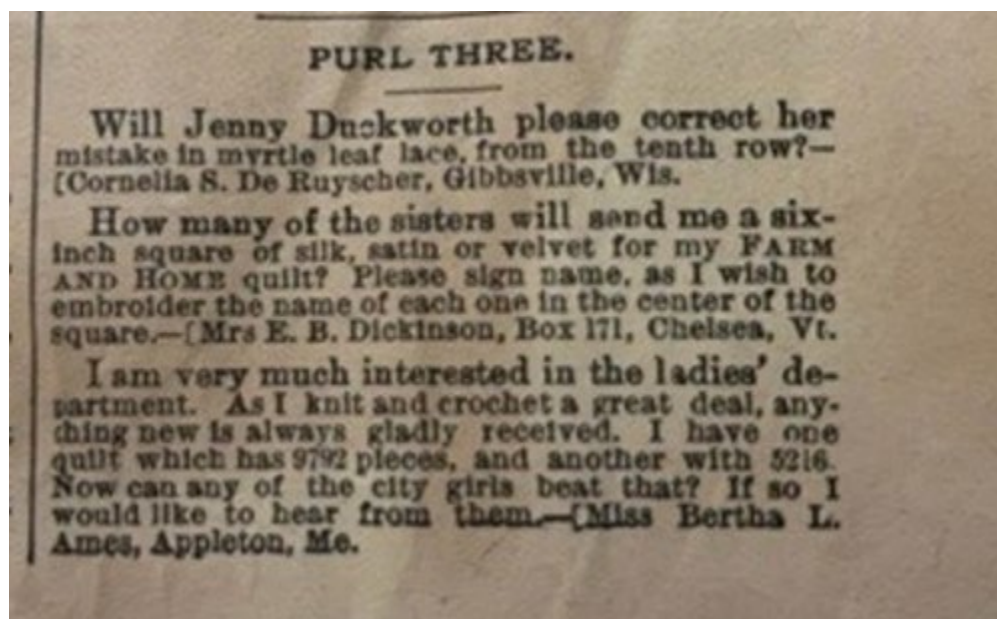 PURL THREE.
Will Jenny Duckworth please correct her
mistake in myrtle leaf lace, from the tenth row?—
[Cornelia S. De Ruyscher, Gibbsville, Wis.
How many of the sisters will send me a six-
inch square of silk, satin or velvet for my FARM
AND HOME quilt? Please sign name, as I wish to
embroider the name of each one in the center of the
square.—[Mrs E. B. Dickinson, Box 171, Chelsea, Vt.
I am very much interested in the ladies' de-
partment. As I knit and crochet a great deal, any-
thing new is always gladly received. I have one
quilt which has 9792 pieces, and another with 5216.
Now can any of the city girls beat that? If so I
would like to hear from them.—[Miss Bertha L.
Ames, Appleton, Me.